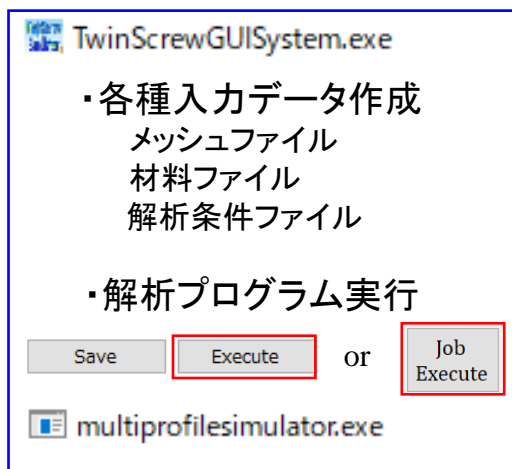 TwinScrewGUISystem.exe
・各種入力データ作成
メッシュファイル
材料ファイル
解析条件ファイル
・解析プログラム実行
Save Execute or Job Execute
multiprofilesimulator.exe